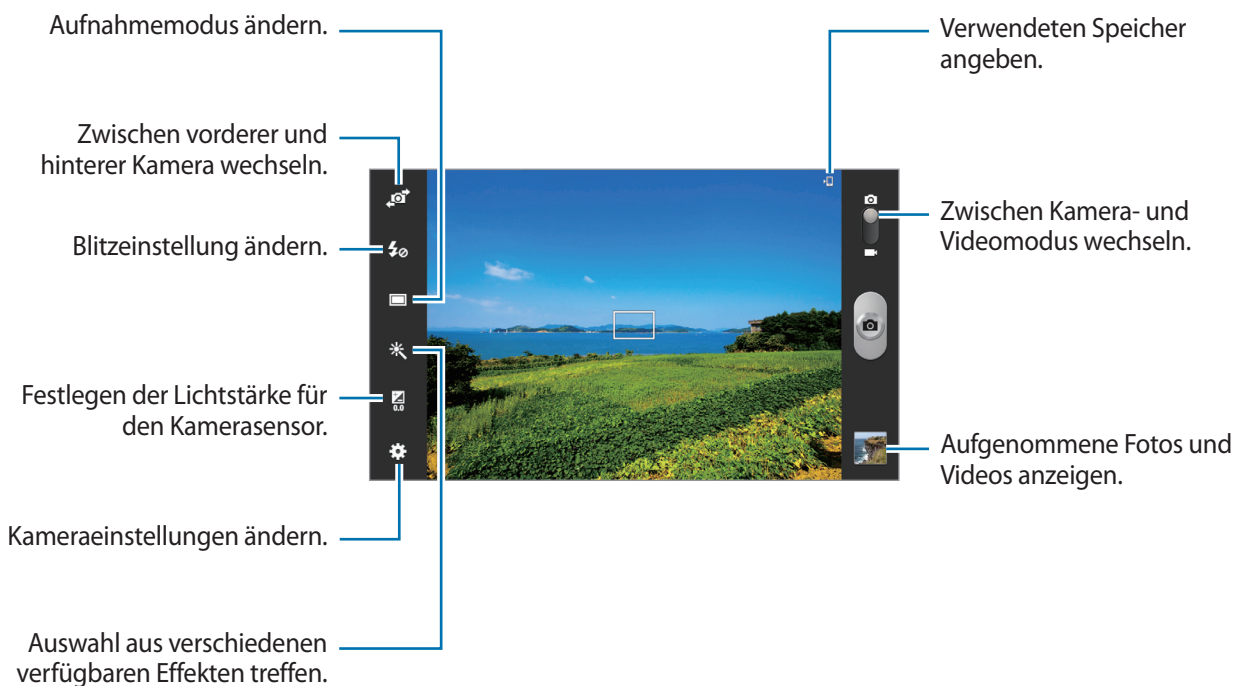 Aufnahmemodus ändern.
Zwischen vorderer und
hinterer Kamera wechseln.
Blitzeinstellung ändern.
Festlegen der Lichtstärke für
den Kamerasensor.
Kameraeinstellungen ändern.
Auswahl aus verschiedenen
verfügbaren Effekten treffen.
0.0
Verwendeten Speicher
angeben.
Zwischen Kamera- und
Videomodus wechseln.
Aufgenommene Fotos und
Videos anzeigen.